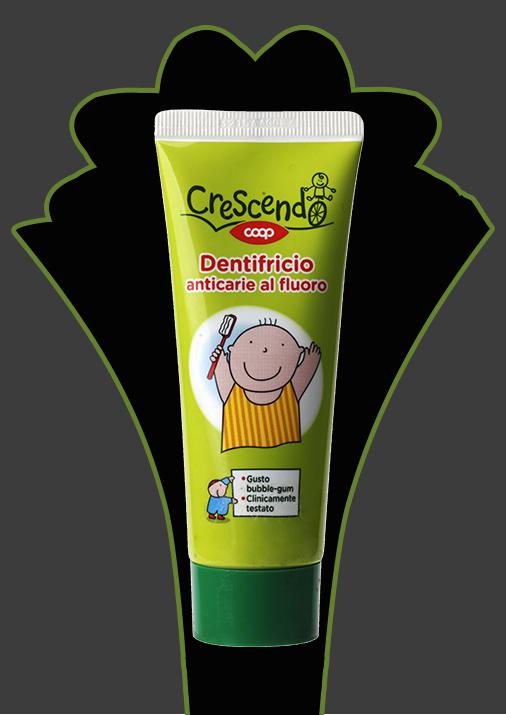 Crescendo
coop
Dentifricio
anticarie al fluoro
• Gusto
bubble-gum
• Clinicamente
testato